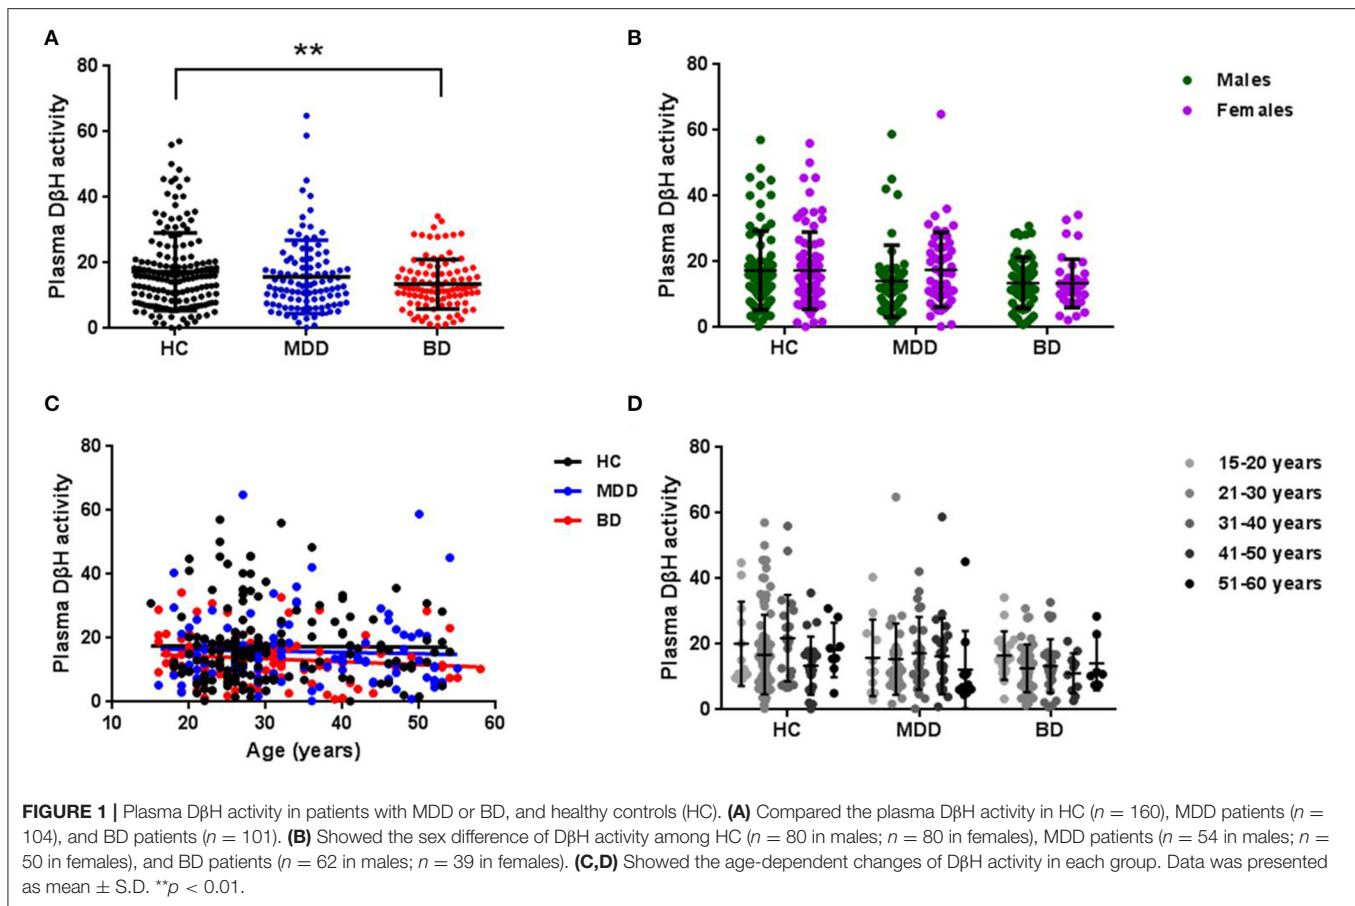 A
**
80
60
40
20
0
Plasma DβH activity
HC
MDD
BD
B
80
60
40
20
0
Plasma DβH activity
HC
MDD
BD
Males
Females
C
80
60
40
20
0
Plasma DβH activity
10
20
30
40
50
60
Age (years)
HC
MDD
BD
D
80
60
40
20
0
Plasma DβH activity
HC
MDD
BD
15-20 years
21-30 years
31-40 years
41-50 years
51-60 years
FIGURE 1 | Plasma DβH activity in patients with MDD or BD, and healthy controls (HC). (A) Compared the plasma DβH activity in HC (n = 160), MDD patients (n =
104), and BD patients (n = 101). (B) Showed the sex difference of DβH activity among HC (n = 80 in males; n = 80 in females), MDD patients (n = 54 in males; n =
50 in females), and BD patients (n = 62 in males; n = 39 in females). (C,D) Showed the age-dependent changes of DβH activity in each group. Data was presented
as mean ± S.D. **p < 0.01.